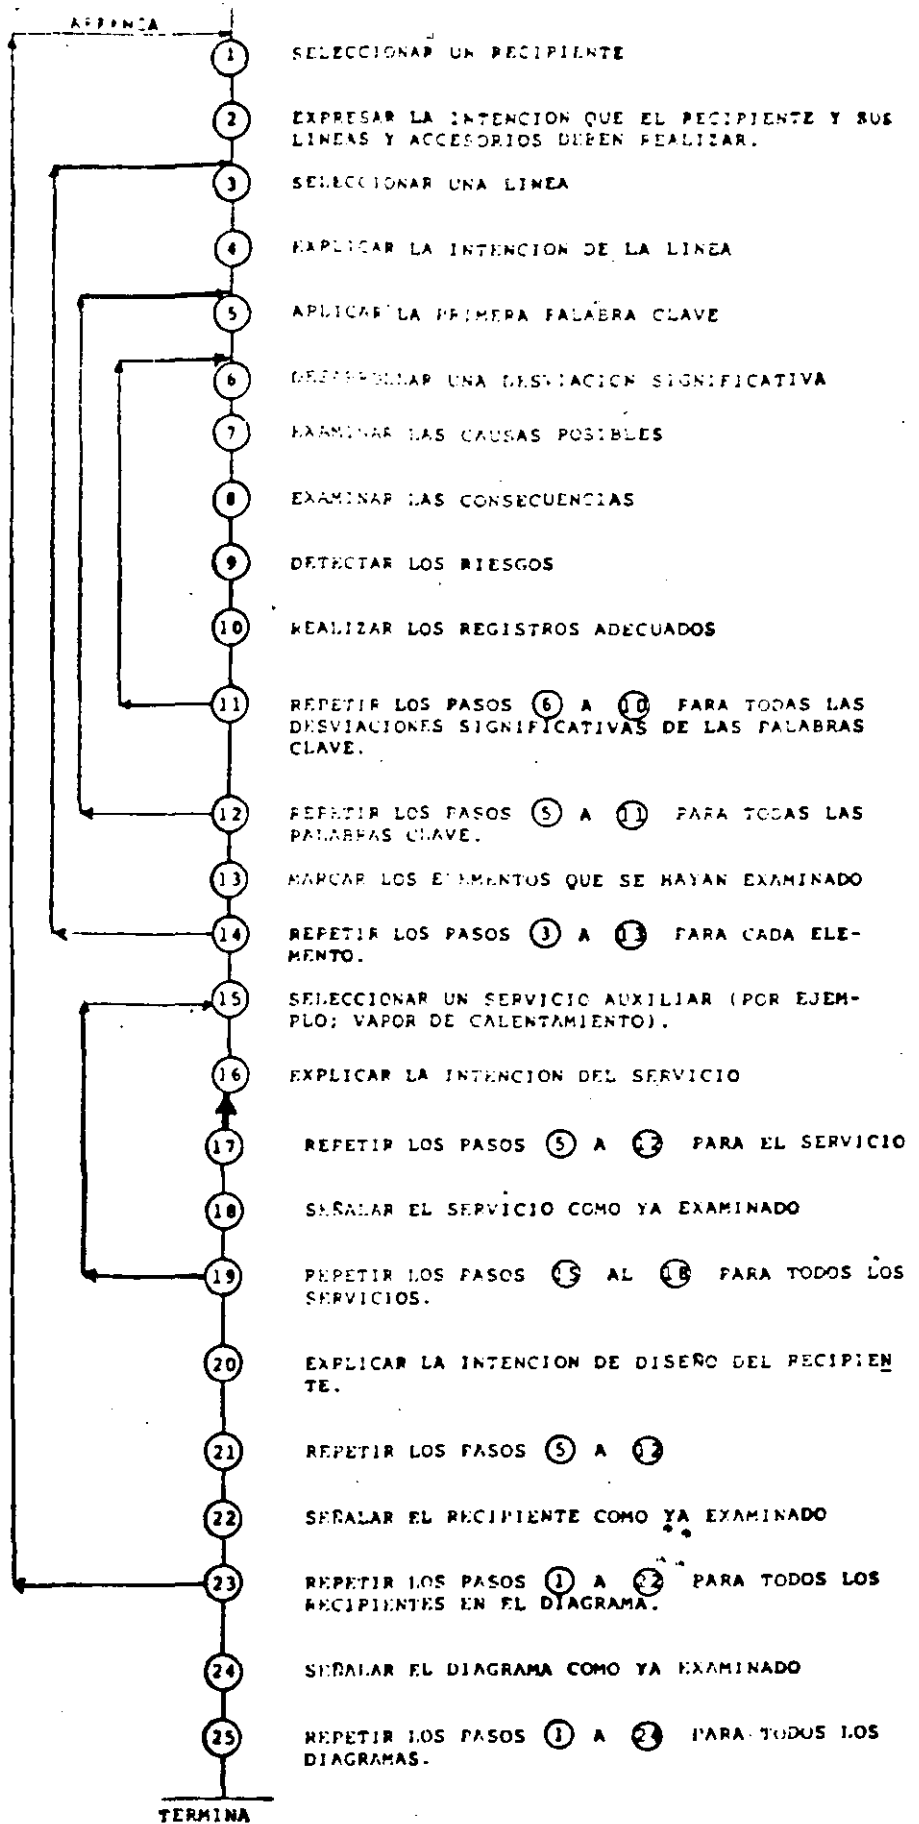 ARRANCA
1 SELECCIONAR UN RECIPIENTE
2 EXPRESAR LA INTENCION QUE EL RECIPIENTE Y SUS
LINEAS Y ACCESORIOS DEBEN REALIZAR.
3 SELECCIONAR UNA LINEA
4 EXPLICAR LA INTENCION DE LA LINEA
5 APLICAR LA PRIMERA PALABRA CLAVE
6 DESARROLLAR UNA DESVIACION SIGNIFICATIVA
7 EXAMINAR LAS CAUSAS POSIBLES
8 EXAMINAR LAS CONSECUENCIAS
9 DETECTAR LOS RIESGOS
10 REALIZAR LOS REGISTROS ADECUADOS
11 REPETIR LOS PASOS 6 A 10 PARA TODAS LAS
DESVIACIONES SIGNIFICATIVAS DE LAS PALABRAS
CLAVE.
12 REPETIR LOS PASOS 5 A 11 PARA TODAS LAS
PALABRAS CLAVE.
13 MARCAR LOS ELEMENTOS QUE SE HAYAN EXAMINADO
14 REPETIR LOS PASOS 3 A 13 PARA CADA ELE-
MENTO.
15 SELECCIONAR UN SERVICIO AUXILIAR (POR EJEM-
PLO; VAPOR DE CALENTAMIENTO).
16 EXPLICAR LA INTENCION DEL SERVICIO
17 REPETIR LOS PASOS 5 A 12 PARA EL SERVICIO
18 SEÑALAR EL SERVICIO COMO YA EXAMINADO
19 REPETIR LOS PASOS 15 AL 18 PARA TODOS LOS
SERVICIOS.
20 EXPLICAR LA INTENCION DE DISEÑO DEL RECIPIEN
TE.
21 REPETIR LOS PASOS 5 A 12
22 SEÑALAR EL RECIPIENTE COMO YA EXAMINADO
23 REPETIR LOS PASOS 1 A 22 PARA TODOS LOS
RECIPIENTES EN EL DIAGRAMA.
24 SEÑALAR EL DIAGRAMA COMO YA EXAMINADO
25 REPETIR LOS PASOS 1 A 24 PARA TODOS LOS
DIAGRAMAS.
TERMINA